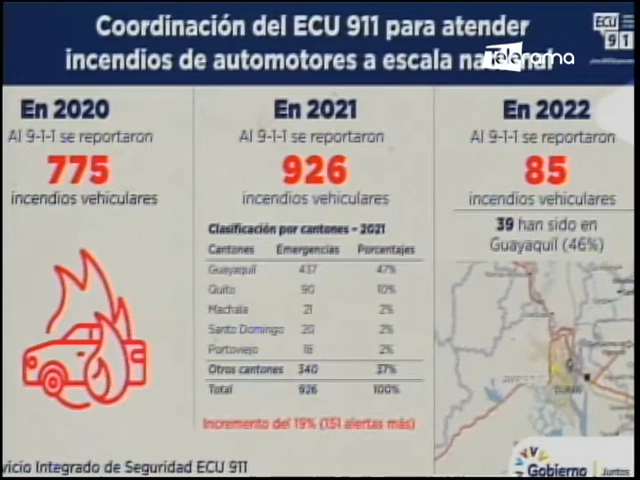 Coordinación del ECU 911 para atender
incendios de automotores a escala
telerama
ECU
911
En 2020
Al 9-1-1 se reportaron
775
incendios vehiculares
En 2021
Al 9-1-1 se reportaron
926
incendios vehiculares
Clasificación por cantones - 2021
Cantones Emergencias Porcentajes
Guayaquil 437 47%
Quito 90 10%
Machala 21 2%
Santo Domingo 20 2%
Portoviejo 18 2%
Otros cantones 340 37%
Total 926 100%
Incremento del 19% (151 alertas más)
En 2022
Al 9-1-1 se reportaron
85
incendios vehiculares
39 han sido en
Guayaquil (46%)
DURAN
vicio Integrado de Seguridad ECU 911
Gobierno
Juntos